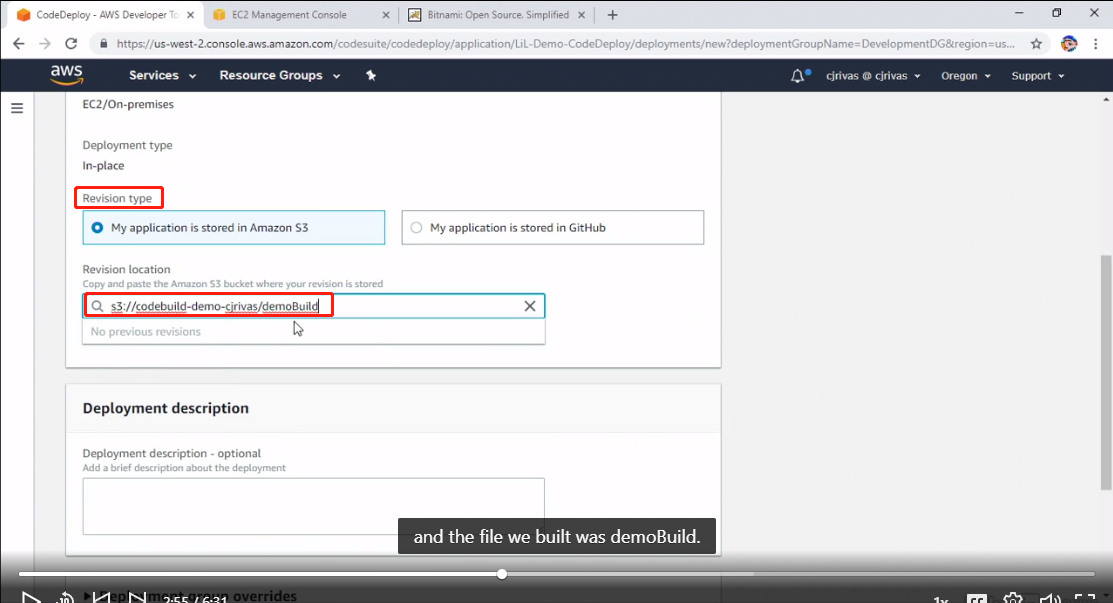 CodeDeploy - AWS Developer To
EC2 Management Console
Bitnami: Open Source. Simplified
https://us-west-2.console.aws.amazon.com/codesuite/codedeploy/application/LiL-Demo-CodeDeploy/deployments/new?deploymentGroupName=DevelopmentDG&region=us...
aws
Services
Resource Groups
cjrivas @ cjrivas
Oregon
Support
EC2/On-premises
Deployment type
In-place
Revision type
My application is stored in Amazon S3
My application is stored in GitHub
Revision location
Copy and paste the Amazon S3 bucket where your revision is stored
s3://codebuild-demo-cjrivas/demoBuild
No previous revisions
Deployment description
Deployment description - optional
Add a brief description about the deployment
and the file we built was demoBuild.
Deployment group overrides
10
2:55 / 6:31
1x
CC